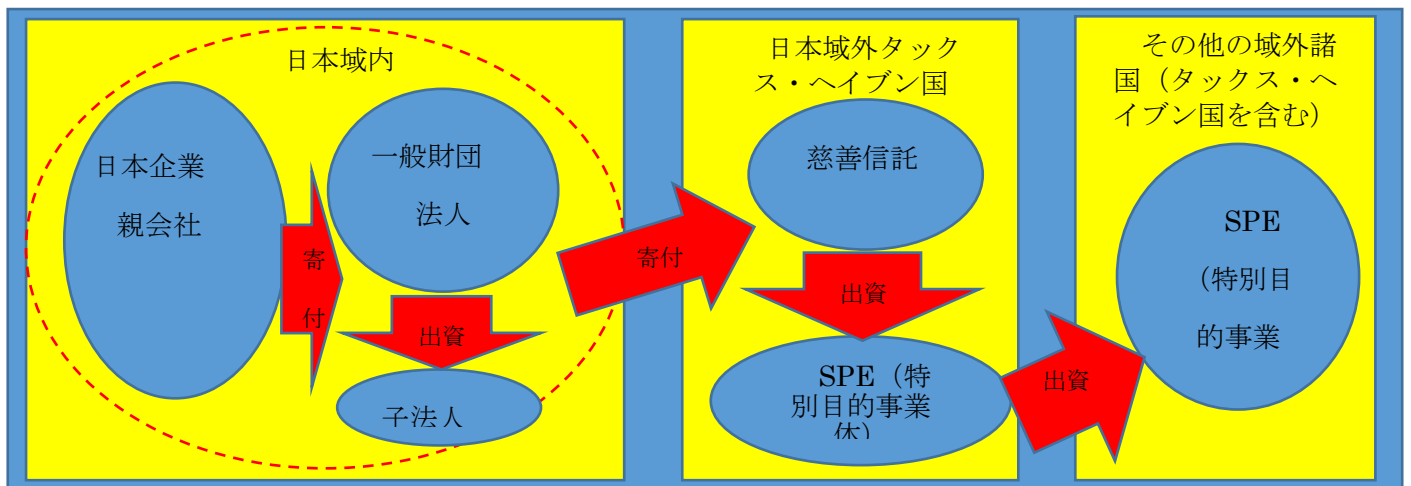 日本域内
日本企業
親会社
寄
付
一般財団
法人
出資
子法人
寄付
日本域外タック
ス・ヘイブン国
慈善信託
出資
SPE（特
別目的事業
体）
出資
その他の域外諸
国（タックス・ヘ
イブン国を含む）
SPE
（特別目
的事業